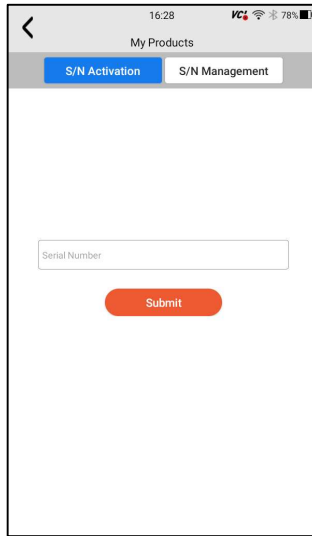 16:28 VCI 78%
My Products
S/N Activation S/N Management
Serial Number
Submit